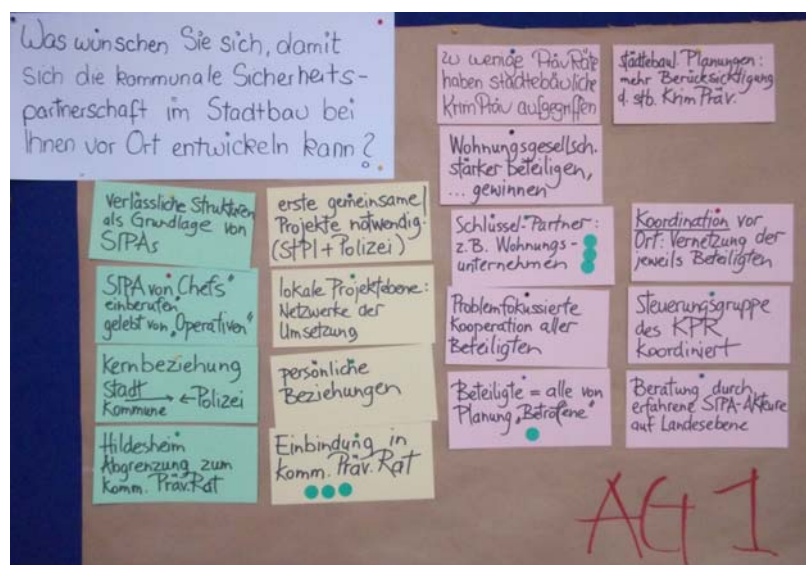 Was wünschen Sie sich, damit
sich die kommunale Sicherheits-
partnerschaft im Stadtbau bei
Ihnen vor Ort entwickeln kann?
verlässliche Strukturen
als Grundlage von
SIPAs
SIPA von „Chefs"
einberufen
gelebt von „Operativen"
Kernbeziehung
Stadt
Kommune → ← Polizei
Hildesheim
Abgrenzung zum
Komm. Präv.Rat
erste gemeinsame
Projekte notwendig.
(StPl + Polizei)
lokale Projektebene:
Netzwerke der
Umsetzung
persönliche
Beziehungen
Einbindung in
Komm. Präv. Rat
zu wenige PrävRäte
haben städtebauliche
KrimPräv aufgegriffen
Wohnungsgesellsch.
stärker beteiligen,
... gewinnen
Schlüssel-Partner:
z.B. Wohnungs-
unternehmen
Problemfokussierte
Kooperation aller
Beteiligten
Beteiligte = alle von
Planung „Betroffene"
städtebaul. Planungen:
mehr Berücksichtigung
d. stb. Krim Präv.
Koordination vor
Ort: Vernetzung der
jeweils Beteiligten
Steuerungsgruppe
des KPR
koordiniert
Beratung durch
erfahrene SIPA-Akteure
auf Landesebene
AG 1